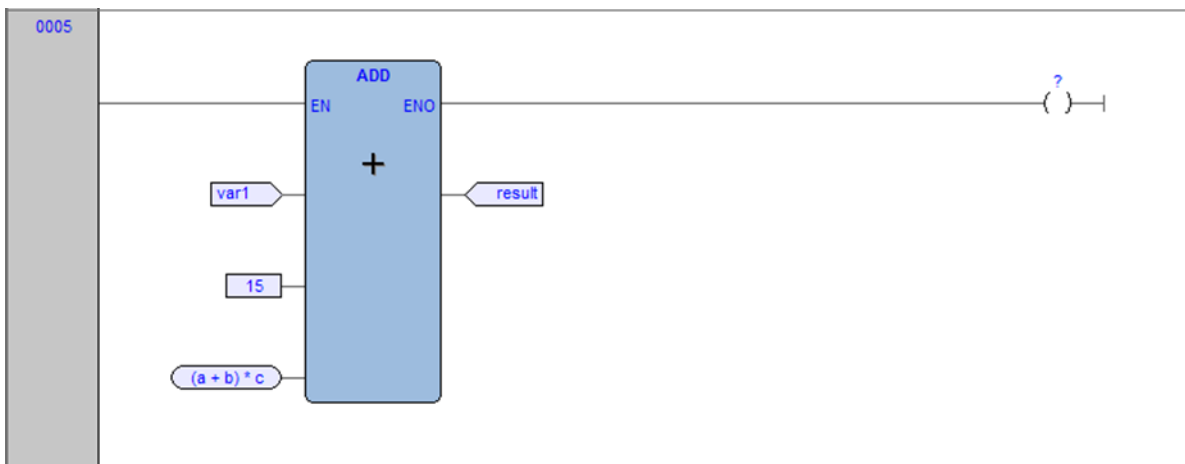 0005
ADD
?
EN ENO
+
var1 result
15
(a + b) * c